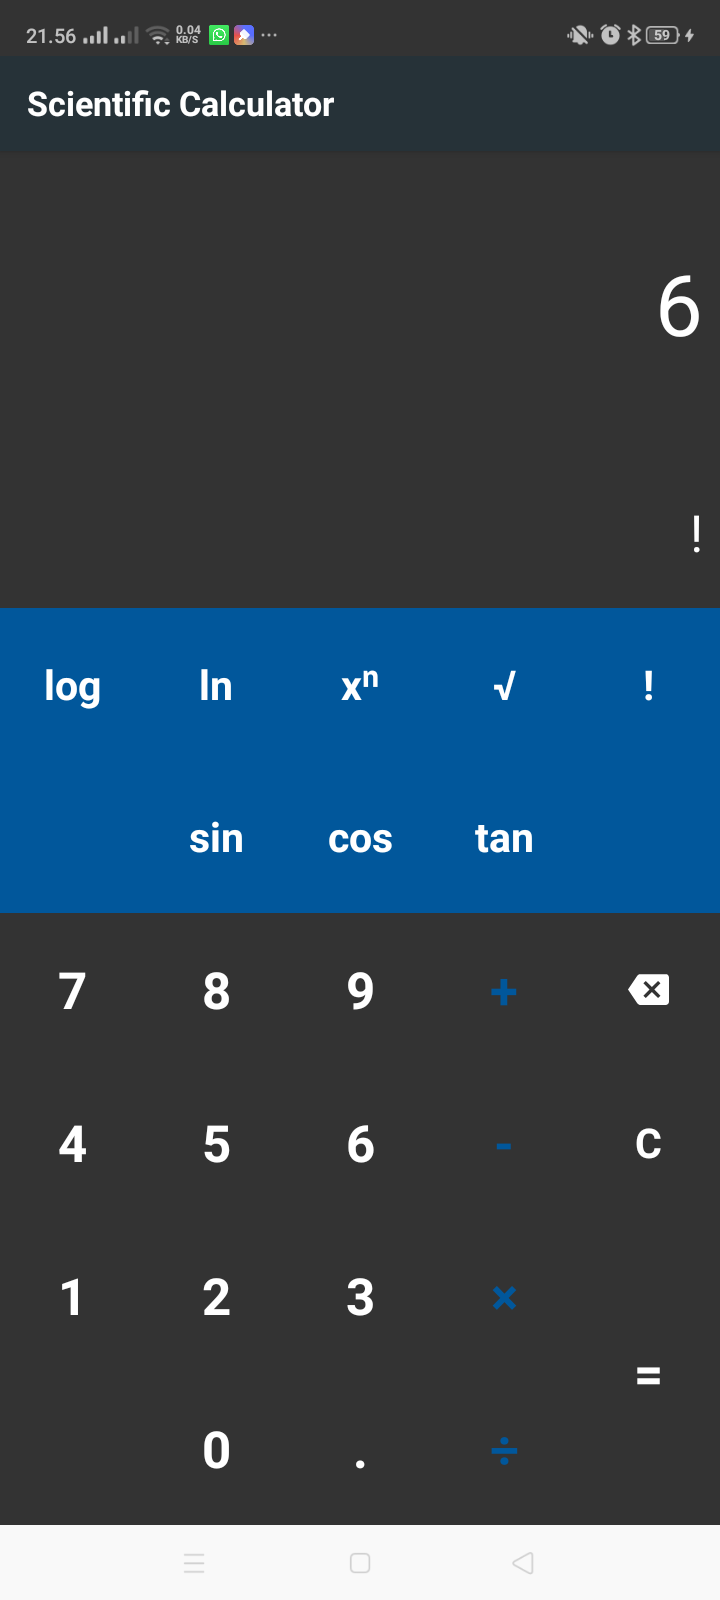 21.56 0.04 KB/S 59
Scientific Calculator
6
!
log ln xⁿ √ !
sin cos tan
7 8 9 +
4 5 6 - C
1 2 3 ×
=
0 . ÷